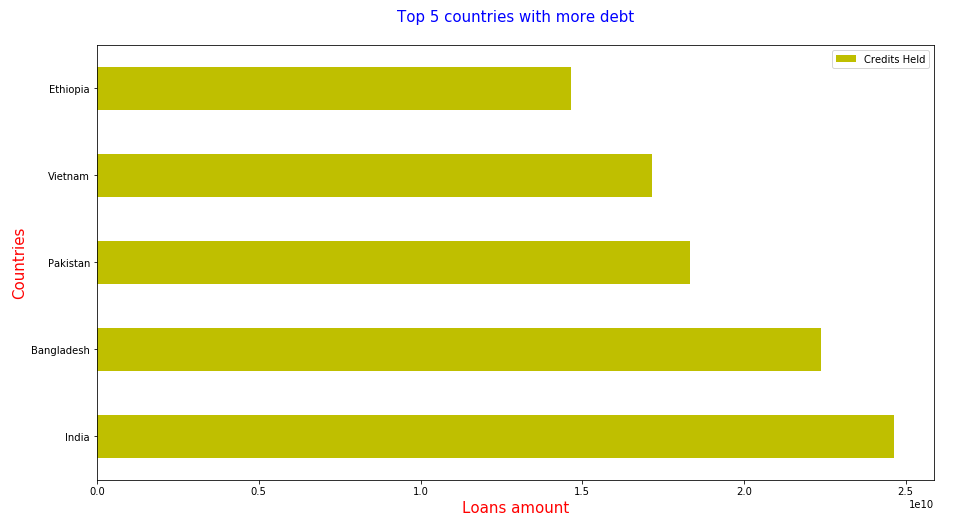 Top 5 countries with more debt
Credits Held
Countries
Ethiopia
Vietnam
Pakistan
Bangladesh
India
0.0 0.5 1.0 1.5 2.0 2.5
1e10
Loans amount